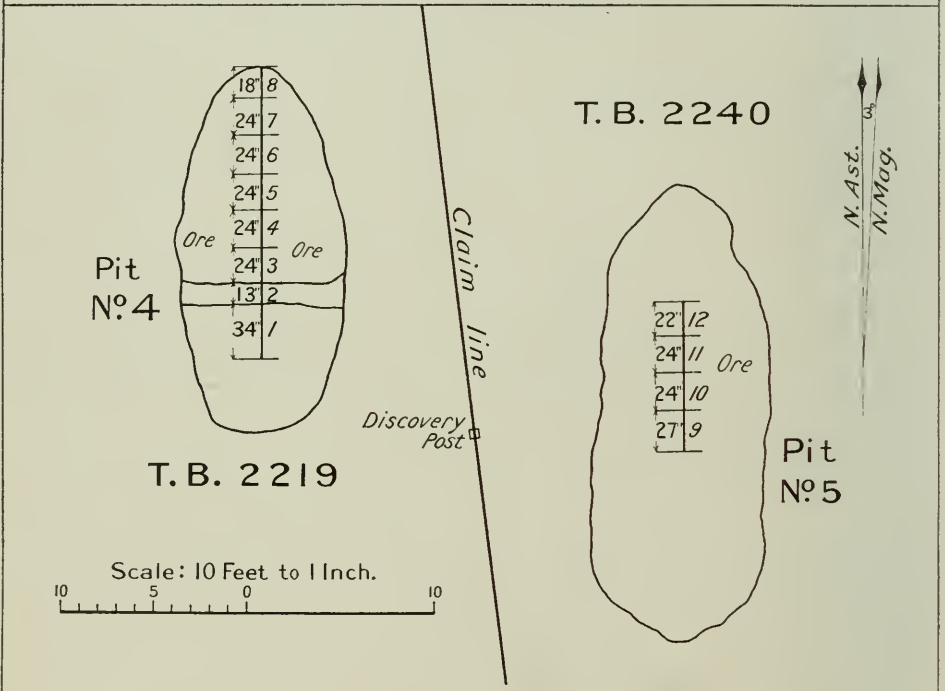 18" 8
24" 7
24" 6
24" 5
24" 4
24" 3
13" 2
34" 1
Ore
Ore
Pit
Nº 4
T. B. 2219
Claim line
Discovery
Post
T. B. 2240
22" 12
24" 11
24" 10
27" 9
Ore
Pit
Nº 5
N. Ast.
N. Mag.
Scale: 10 Feet to 1 Inch.
10 5 0 10